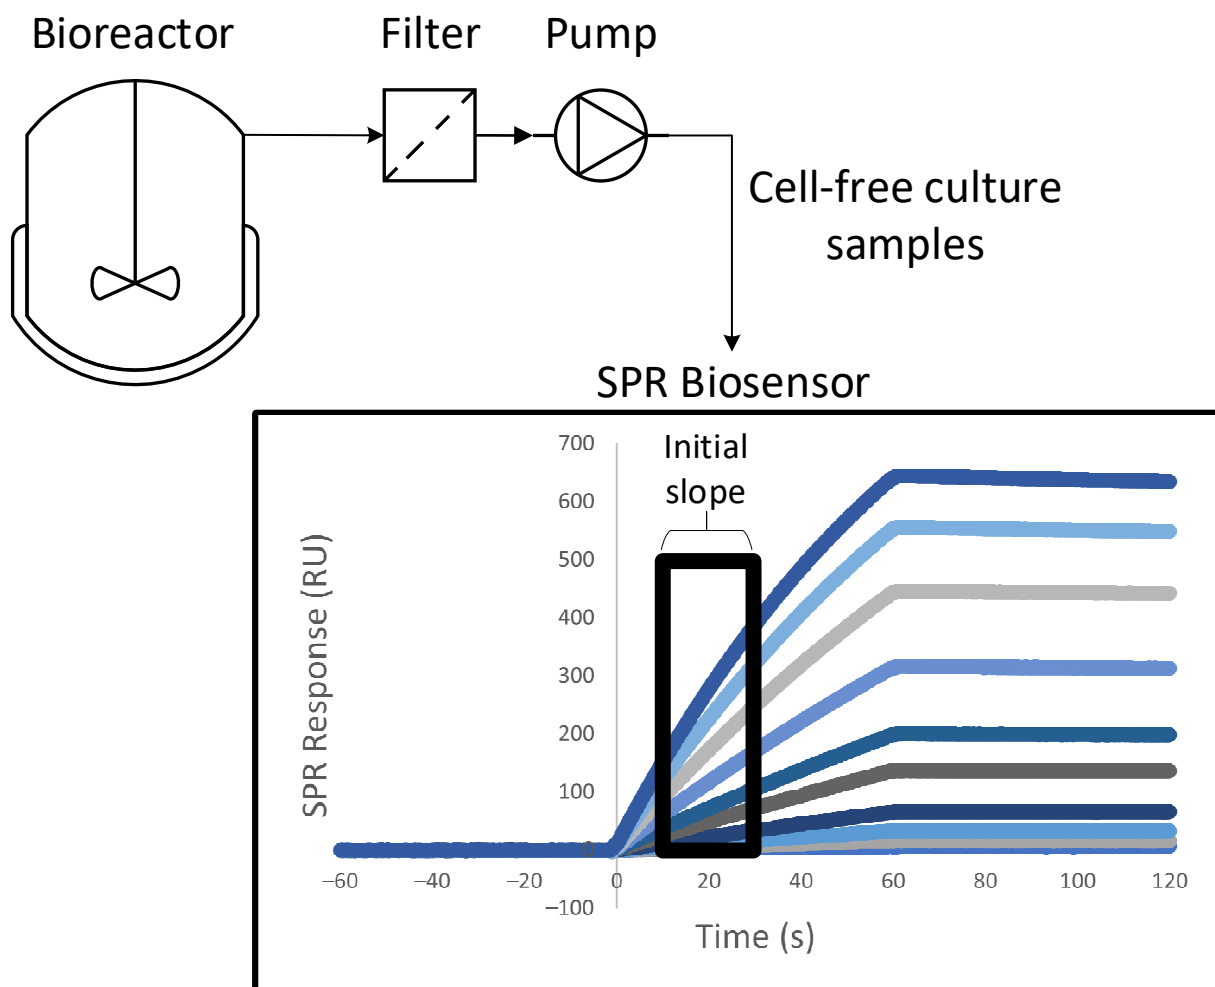 Bioreactor
Filter
Pump
Cell-free culture
samples
SPR Biosensor
Initial
slope
SPR Response (RU)
700
600
500
400
300
200
100
0
–100
–60
–40
–20
0
20
40
60
80
100
120
Time (s)